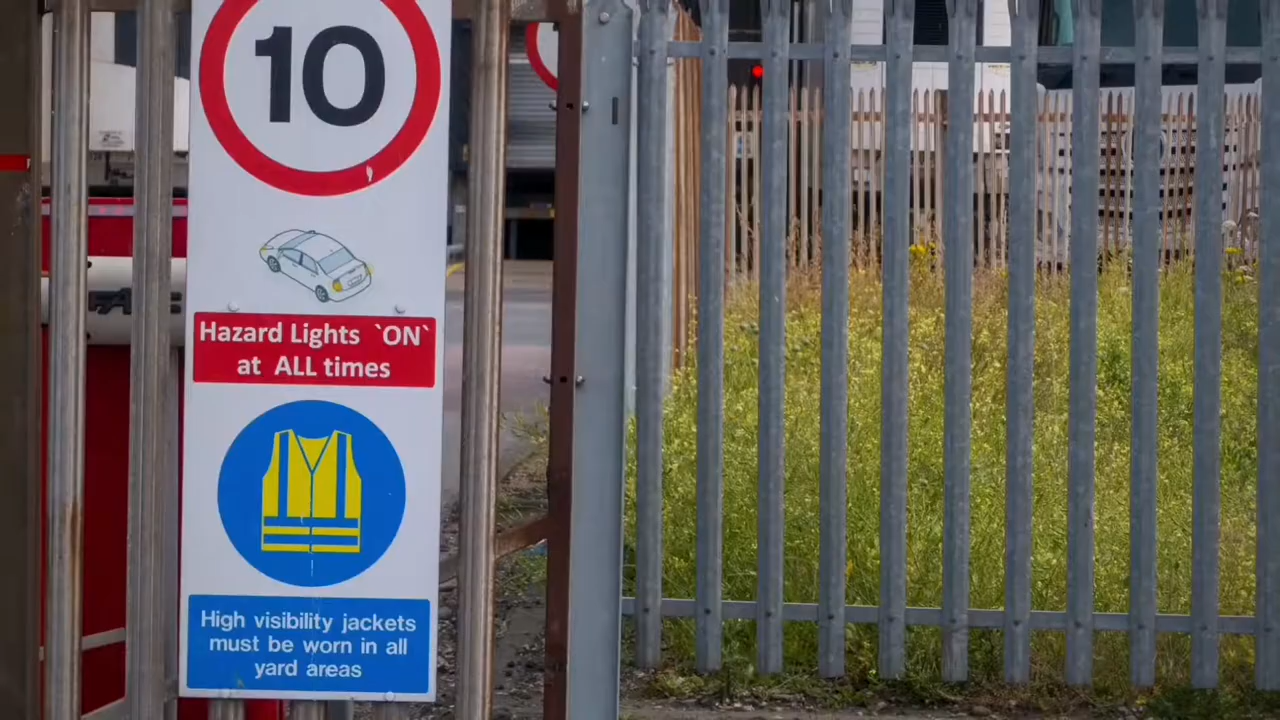 10
Hazard Lights `ON`
at ALL times
High visibility jackets
must be worn in all
yard areas